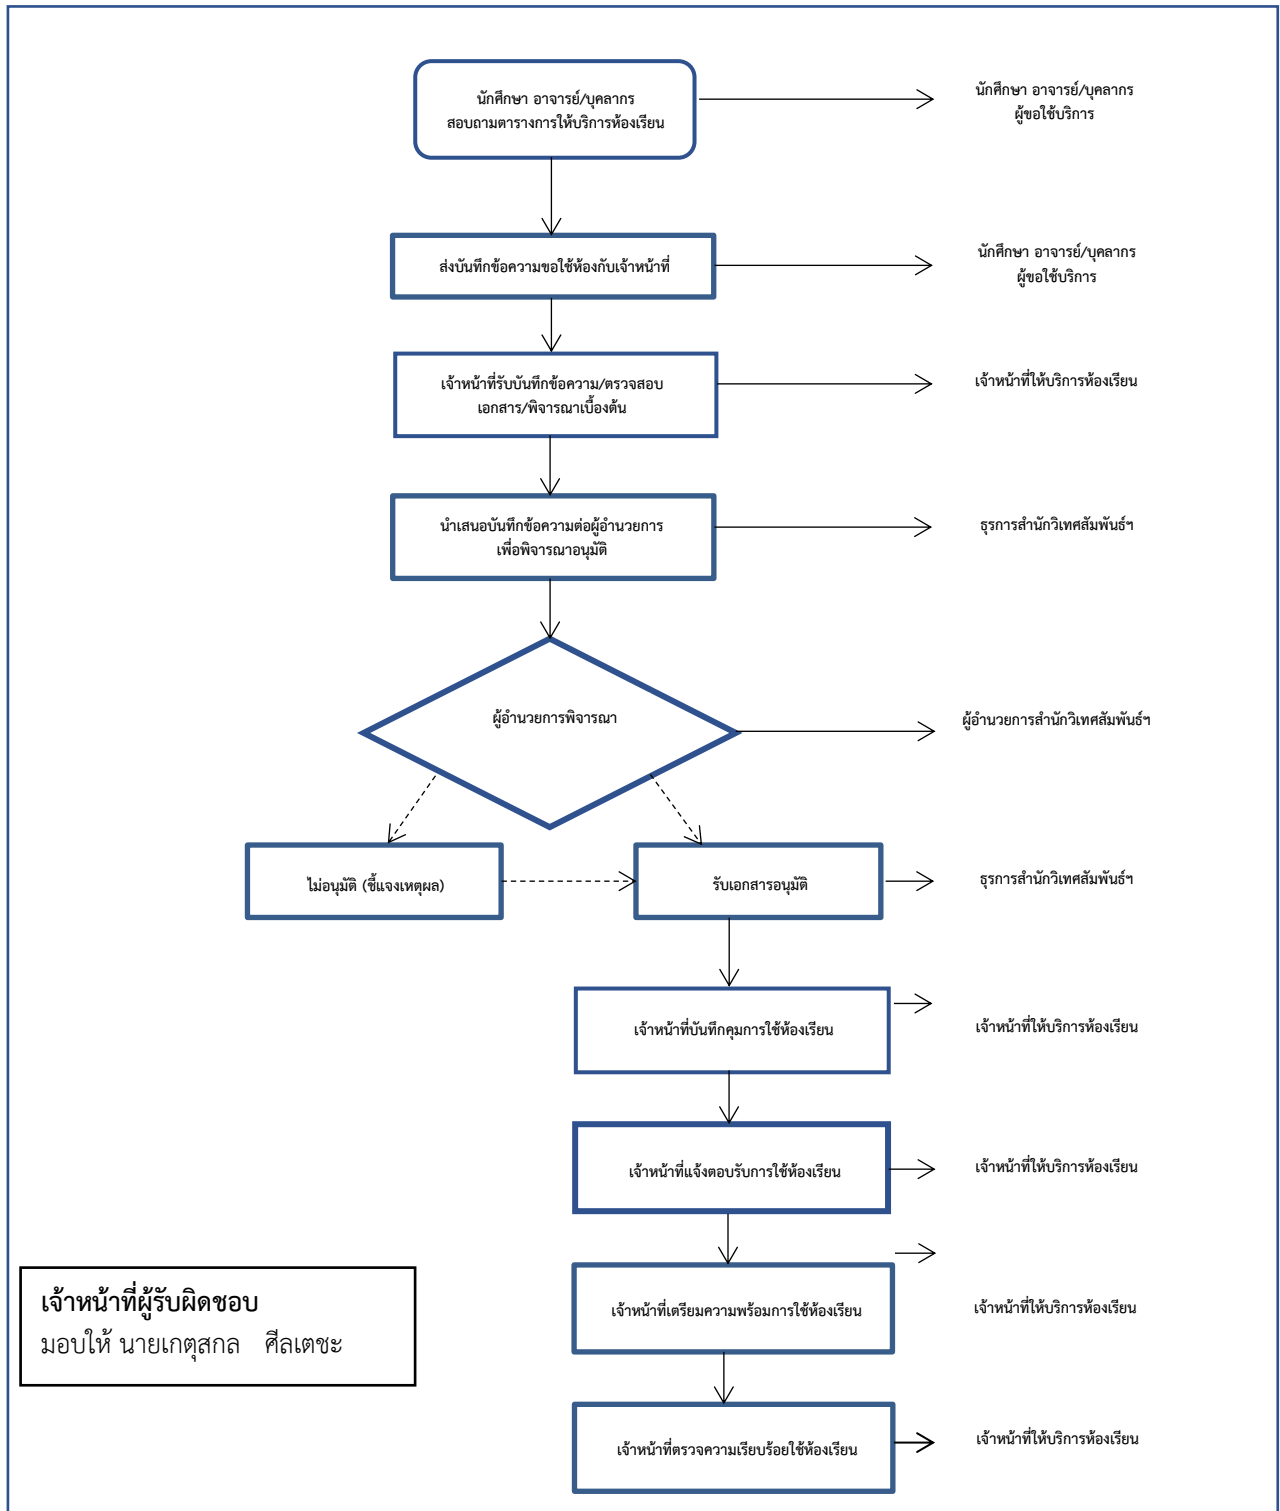 นักศึกษา อาจารย์/บุคลากร
สอบถามตารางการให้บริการห้องเรียน
นักศึกษา อาจารย์/บุคลากร
ผู้ขอใช้บริการ
ส่งบันทึกข้อความขอใช้ห้องกับเจ้าหน้าที่
นักศึกษา อาจารย์/บุคลากร
ผู้ขอใช้บริการ
เจ้าหน้าที่รับบันทึกข้อความ/ตรวจสอบ
เอกสาร/พิจารณาเบื้องต้น
เจ้าหน้าที่ให้บริการห้องเรียน
นำเสนอบันทึกข้อความต่อผู้อำนวยการ
เพื่อพิจารณาอนุมัติ
ธุรการสำนักวิเทศสัมพันธ์ฯ
ผู้อำนวยการพิจารณา
ผู้อำนวยการสำนักวิเทศสัมพันธ์ฯ
ไม่อนุมัติ (ชี้แจงเหตุผล)
รับเอกสารอนุมัติ
ธุรการสำนักวิเทศสัมพันธ์ฯ
เจ้าหน้าที่บันทึกคุมการใช้ห้องเรียน
เจ้าหน้าที่ให้บริการห้องเรียน
เจ้าหน้าที่แจ้งตอบรับการใช้ห้องเรียน
เจ้าหน้าที่ให้บริการห้องเรียน
เจ้าหน้าที่เตรียมความพร้อมการใช้ห้องเรียน
เจ้าหน้าที่ให้บริการห้องเรียน
เจ้าหน้าที่ผู้รับผิดชอบ
มอบให้ นายเกตุสกล ศีลเตชะ
เจ้าหน้าที่ตรวจความเรียบร้อยใช้ห้องเรียน
เจ้าหน้าที่ให้บริการห้องเรียน